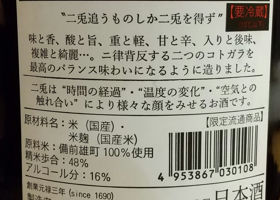 "二兎追うものしか二兎を得ず"
【要冷蔵】
味と香、酸と旨、重と軽、甘と辛、入りと後味、
複雑と綺麗…。二律背反する二つのコトガラを
最高のバランス味わいになるように造りました。
二兎は"時間の経過"・"温度の変化"・"空気との
触れ合い"により様々な顔をみせるお酒です。
原材料：米（国産）・
米麹（国産米）
原料米：備前雄町100％使用
精米歩合：48％
アルコール分：16％
【限定流通商品】
4 953867 030108
創業元禄三年（since 1690）
日本酒